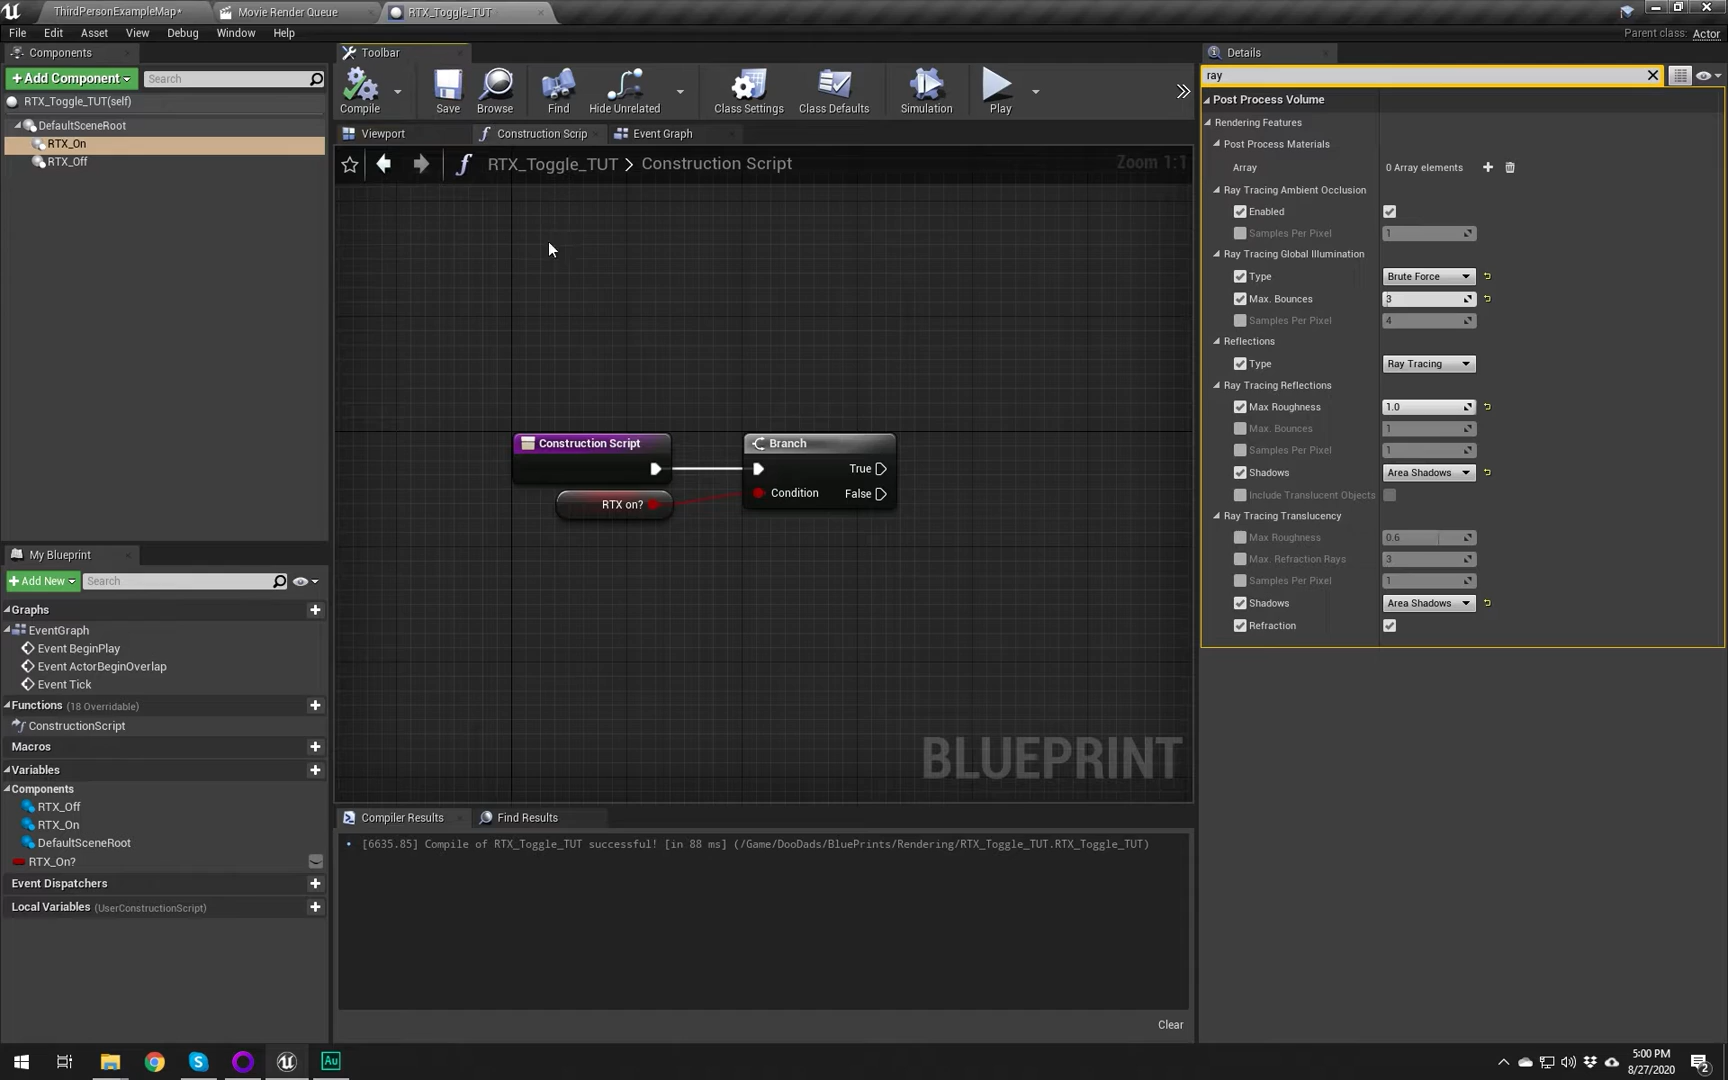 ThirdPersonExampleMap*
Movie Render Queue
RTX_Toggle_TUT
File Edit Asset View Debug Window Help
Parent class: Actor
Components
Toolbar
Details
+Add Component
Search
ray
RTX_Toggle_TUT(self)
DefaultSceneRoot
RTX_On
RTX_Off
Compile
Save
Browse
Find
Hide Unrelated
Class Settings
Class Defaults
Simulation
Play
Viewport
Construction Scrip
Event Graph
RTX_Toggle_TUT > Construction Script
Zoom 1:1
Construction Script
Branch
True
Condition
False
RTX on?
BLUEPRINT
Post Process Volume
Rendering Features
Post Process Materials
Array 0 Array elements
Ray Tracing Ambient Occlusion
Enabled
Samples Per Pixel 1
Ray Tracing Global Illumination
Type Brute Force
Max. Bounces 3
Samples Per Pixel 4
Reflections
Type Ray Tracing
Ray Tracing Reflections
Max Roughness 1.0
Max. Bounces 1
Samples Per Pixel 1
Shadows Area Shadows
Include Translucent Objects
Ray Tracing Translucency
Max Roughness 0.6
Max. Refraction Rays 3
Samples Per Pixel 1
Shadows Area Shadows
Refraction
My Blueprint
+Add New
Search
Graphs
EventGraph
Event BeginPlay
Event ActorBeginOverlap
Event Tick
Functions (18 Overridable)
ConstructionScript
Macros
Variables
Components
RTX_Off
RTX_On
DefaultSceneRoot
RTX_On?
Event Dispatchers
Local Variables (UserConstructionScript)
Compiler Results
Find Results
[6635.85] Compile of RTX_Toggle_TUT successful! [in 88 ms] (/Game/DooDads/BluePrints/Rendering/RTX_Toggle_TUT.RTX_Toggle_TUT)
Clear
Au
5:00 PM
8/27/2020
2